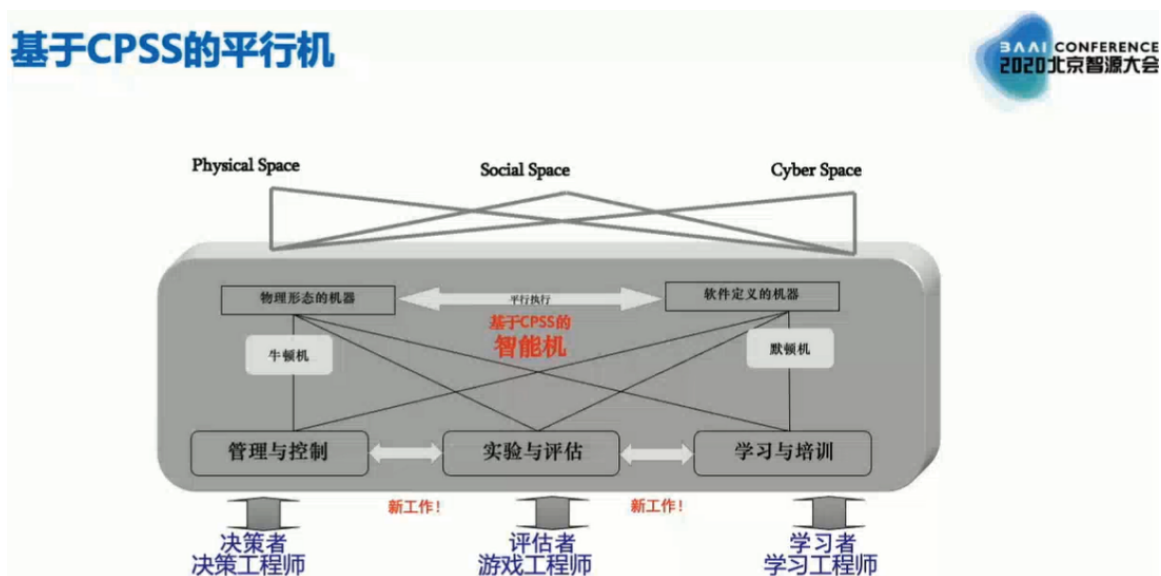 基于CPSS的平行机
BAAI CONFERENCE
2020北京智源大会
Physical Space
Social Space
Cyber Space
物理形态的机器
平行执行
软件定义的机器
基于CPSS的
智能机
牛顿机
默顿机
管理与控制
实验与评估
学习与培训
新工作！
新工作！
决策者
决策工程师
评估者
游戏工程师
学习者
学习工程师